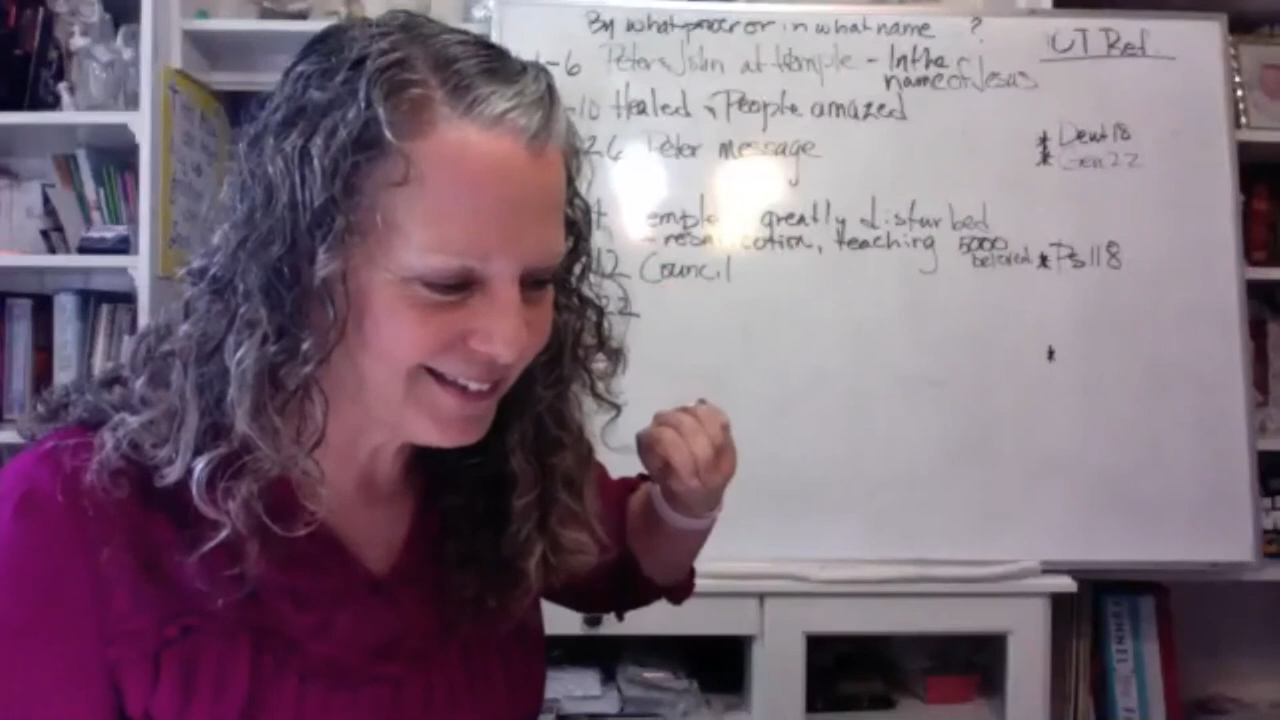 By what power or in what name ?
OT Ref.
-6 Peter & John at temple - In the
name of Jesus
-10 Healed & People amazed
* Deut 18
26 Peter message
* Gen 22
greatly disturbed
teaching 5000
believed * Ps 118
12 Council
22
*
FUNNEL